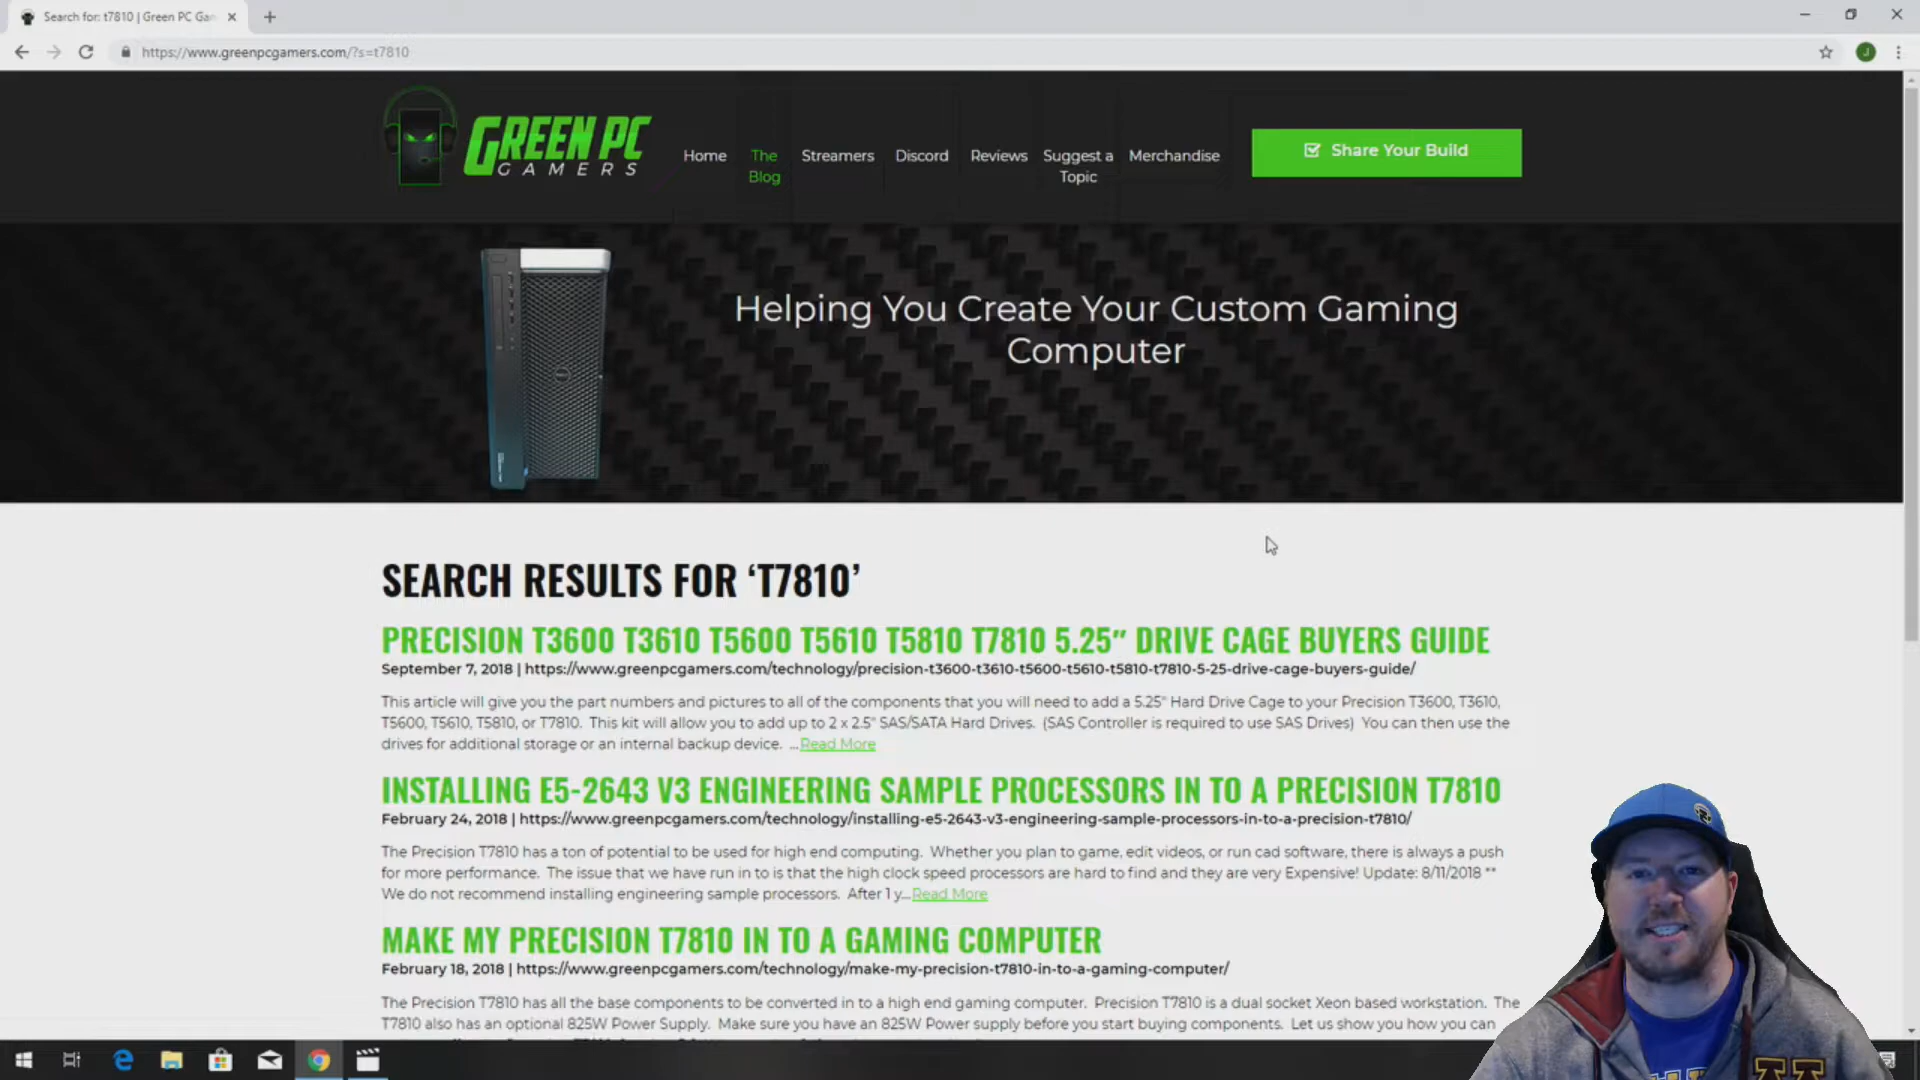 Search for: t7810 | Green PC Gam
https://www.greenpcgamers.com/?s=t7810
J
GREEN PC
GAMERS
Home
The
Blog
Streamers
Discord
Reviews
Suggest a
Topic
Merchandise
Share Your Build
Helping You Create Your Custom Gaming
Computer
SEARCH RESULTS FOR ‘T7810’
PRECISION T3600 T3610 T5600 T5610 T5810 T7810 5.25″ DRIVE CAGE BUYERS GUIDE
September 7, 2018 | https://www.greenpcgamers.com/technology/precision-t3600-t3610-t5600-t5610-t5810-t7810-5-25-drive-cage-buyers-guide/
This article will give you the part numbers and pictures to all of the components that you will need to add a 5.25" Hard Drive Cage to your Precision T3600, T3610,
T5600, T5610, T5810, or T7810. This kit will allow you to add up to 2 x 2.5" SAS/SATA Hard Drives. (SAS Controller is required to use SAS Drives) You can then use the
drives for additional storage or an internal backup device. ...Read More
INSTALLING E5-2643 V3 ENGINEERING SAMPLE PROCESSORS IN TO A PRECISION T7810
February 24, 2018 | https://www.greenpcgamers.com/technology/installing-e5-2643-v3-engineering-sample-processors-in-to-a-precision-t7810/
The Precision T7810 has a ton of potential to be used for high end computing. Whether you plan to game, edit videos, or run cad software, there is always a push
for more performance. The issue that we have run in to is that the high clock speed processors are hard to find and they are very Expensive! Update: 8/11/2018 **
We do not recommend installing engineering sample processors. After 1 y...Read More
MAKE MY PRECISION T7810 IN TO A GAMING COMPUTER
February 18, 2018 | https://www.greenpcgamers.com/technology/make-my-precision-t7810-in-to-a-gaming-computer/
The Precision T7810 has all the base components to be converted in to a high end gaming computer. Precision T7810 is a dual socket Xeon based workstation. The
T7810 also has an optional 825W Power Supply. Make sure you have an 825W Power supply before you start buying components. Let us show you how you can